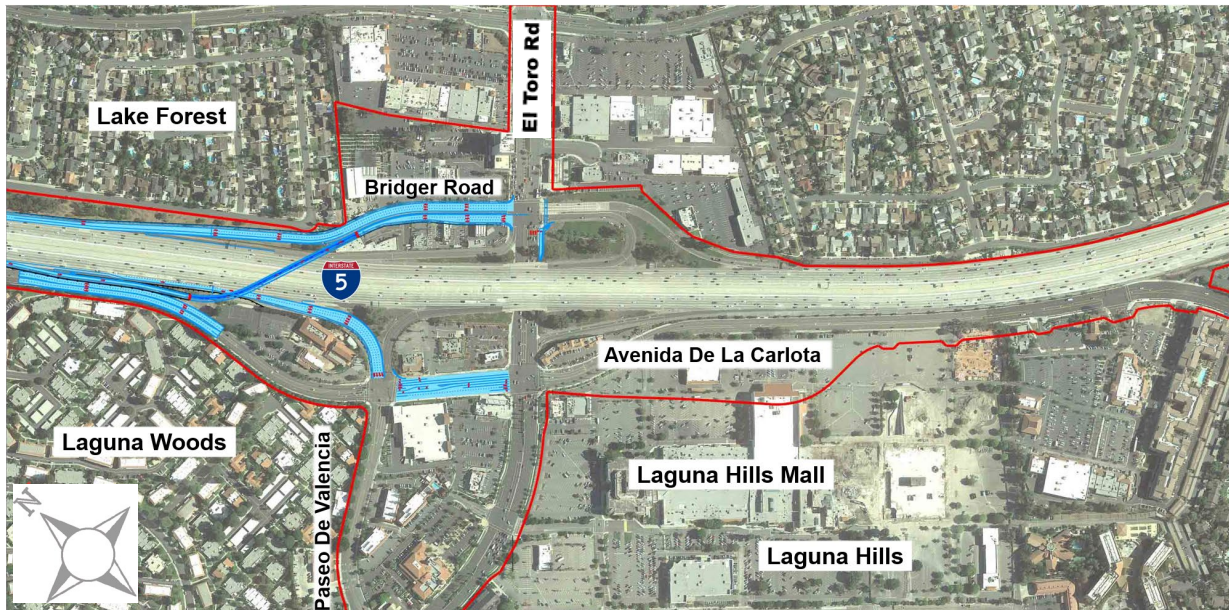 El Toro Rd
Lake Forest
Bridger Road
INTERSTATE
5
Avenida De La Carlota
Laguna Woods
Paseo De Valencia
Laguna Hills Mall
Laguna Hills
N